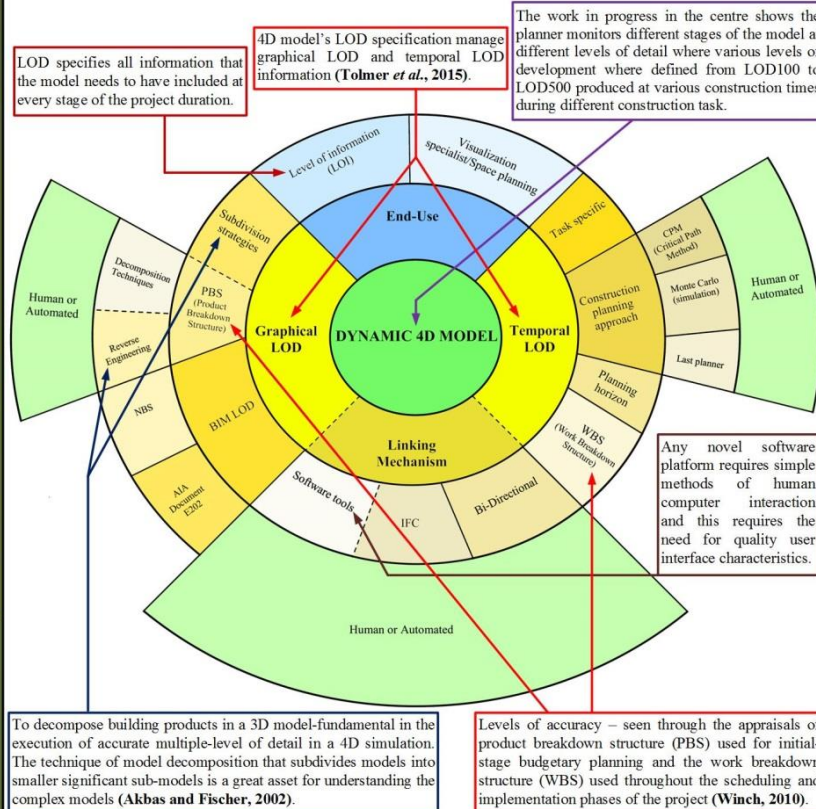 LOD specifies all information that
the model needs to have included at
every stage of the project duration.
4D model's LOD specification manage
graphical LOD and temporal LOD
information (Tolmer et al., 2015).
The work in progress in the centre shows the
planner monitors different stages of the model a
different levels of detail where various levels o
development where defined from LOD100 to
LOD500 produced at various construction times
during different construction task.
Level of information
(LOI)
Visualization
specialist/Space planning
End-Use
Subdivision
strategies
Task specific
Decomposition
Techniques
PBS
(Product
Breakdown
Structure)
Human or
Automated
Reverse
Engineering
Graphical
LOD
DYNAMIC 4D MODEL
Temporal
LOD
Construction
planning
approach
CPM
(Critical Path
Method)
Monte Carlo
(simulation)
Last planner
Human or
Automated
NBS
BIM LOD
AIA
Document
E202
Planning
horizon
WBS
(Work Breakdown
Structure)
Linking
Mechanism
Software tools
IFC
Bi-Directional
Any novel software
platform requires simple
methods of human
computer interaction
and this requires the
need for quality user
interface characteristics.
Human or Automated
To decompose building products in a 3D model-fundamental in the
execution of accurate multiple-level of detail in a 4D simulation.
The technique of model decomposition that subdivides models into
smaller significant sub-models is a great asset for understanding the
complex models (Akbas and Fischer, 2002).
Levels of accuracy – seen through the appraisals o
product breakdown structure (PBS) used for initial
stage budgetary planning and the work breakdown
structure (WBS) used throughout the scheduling and
implementation phases of the project (Winch, 2010).